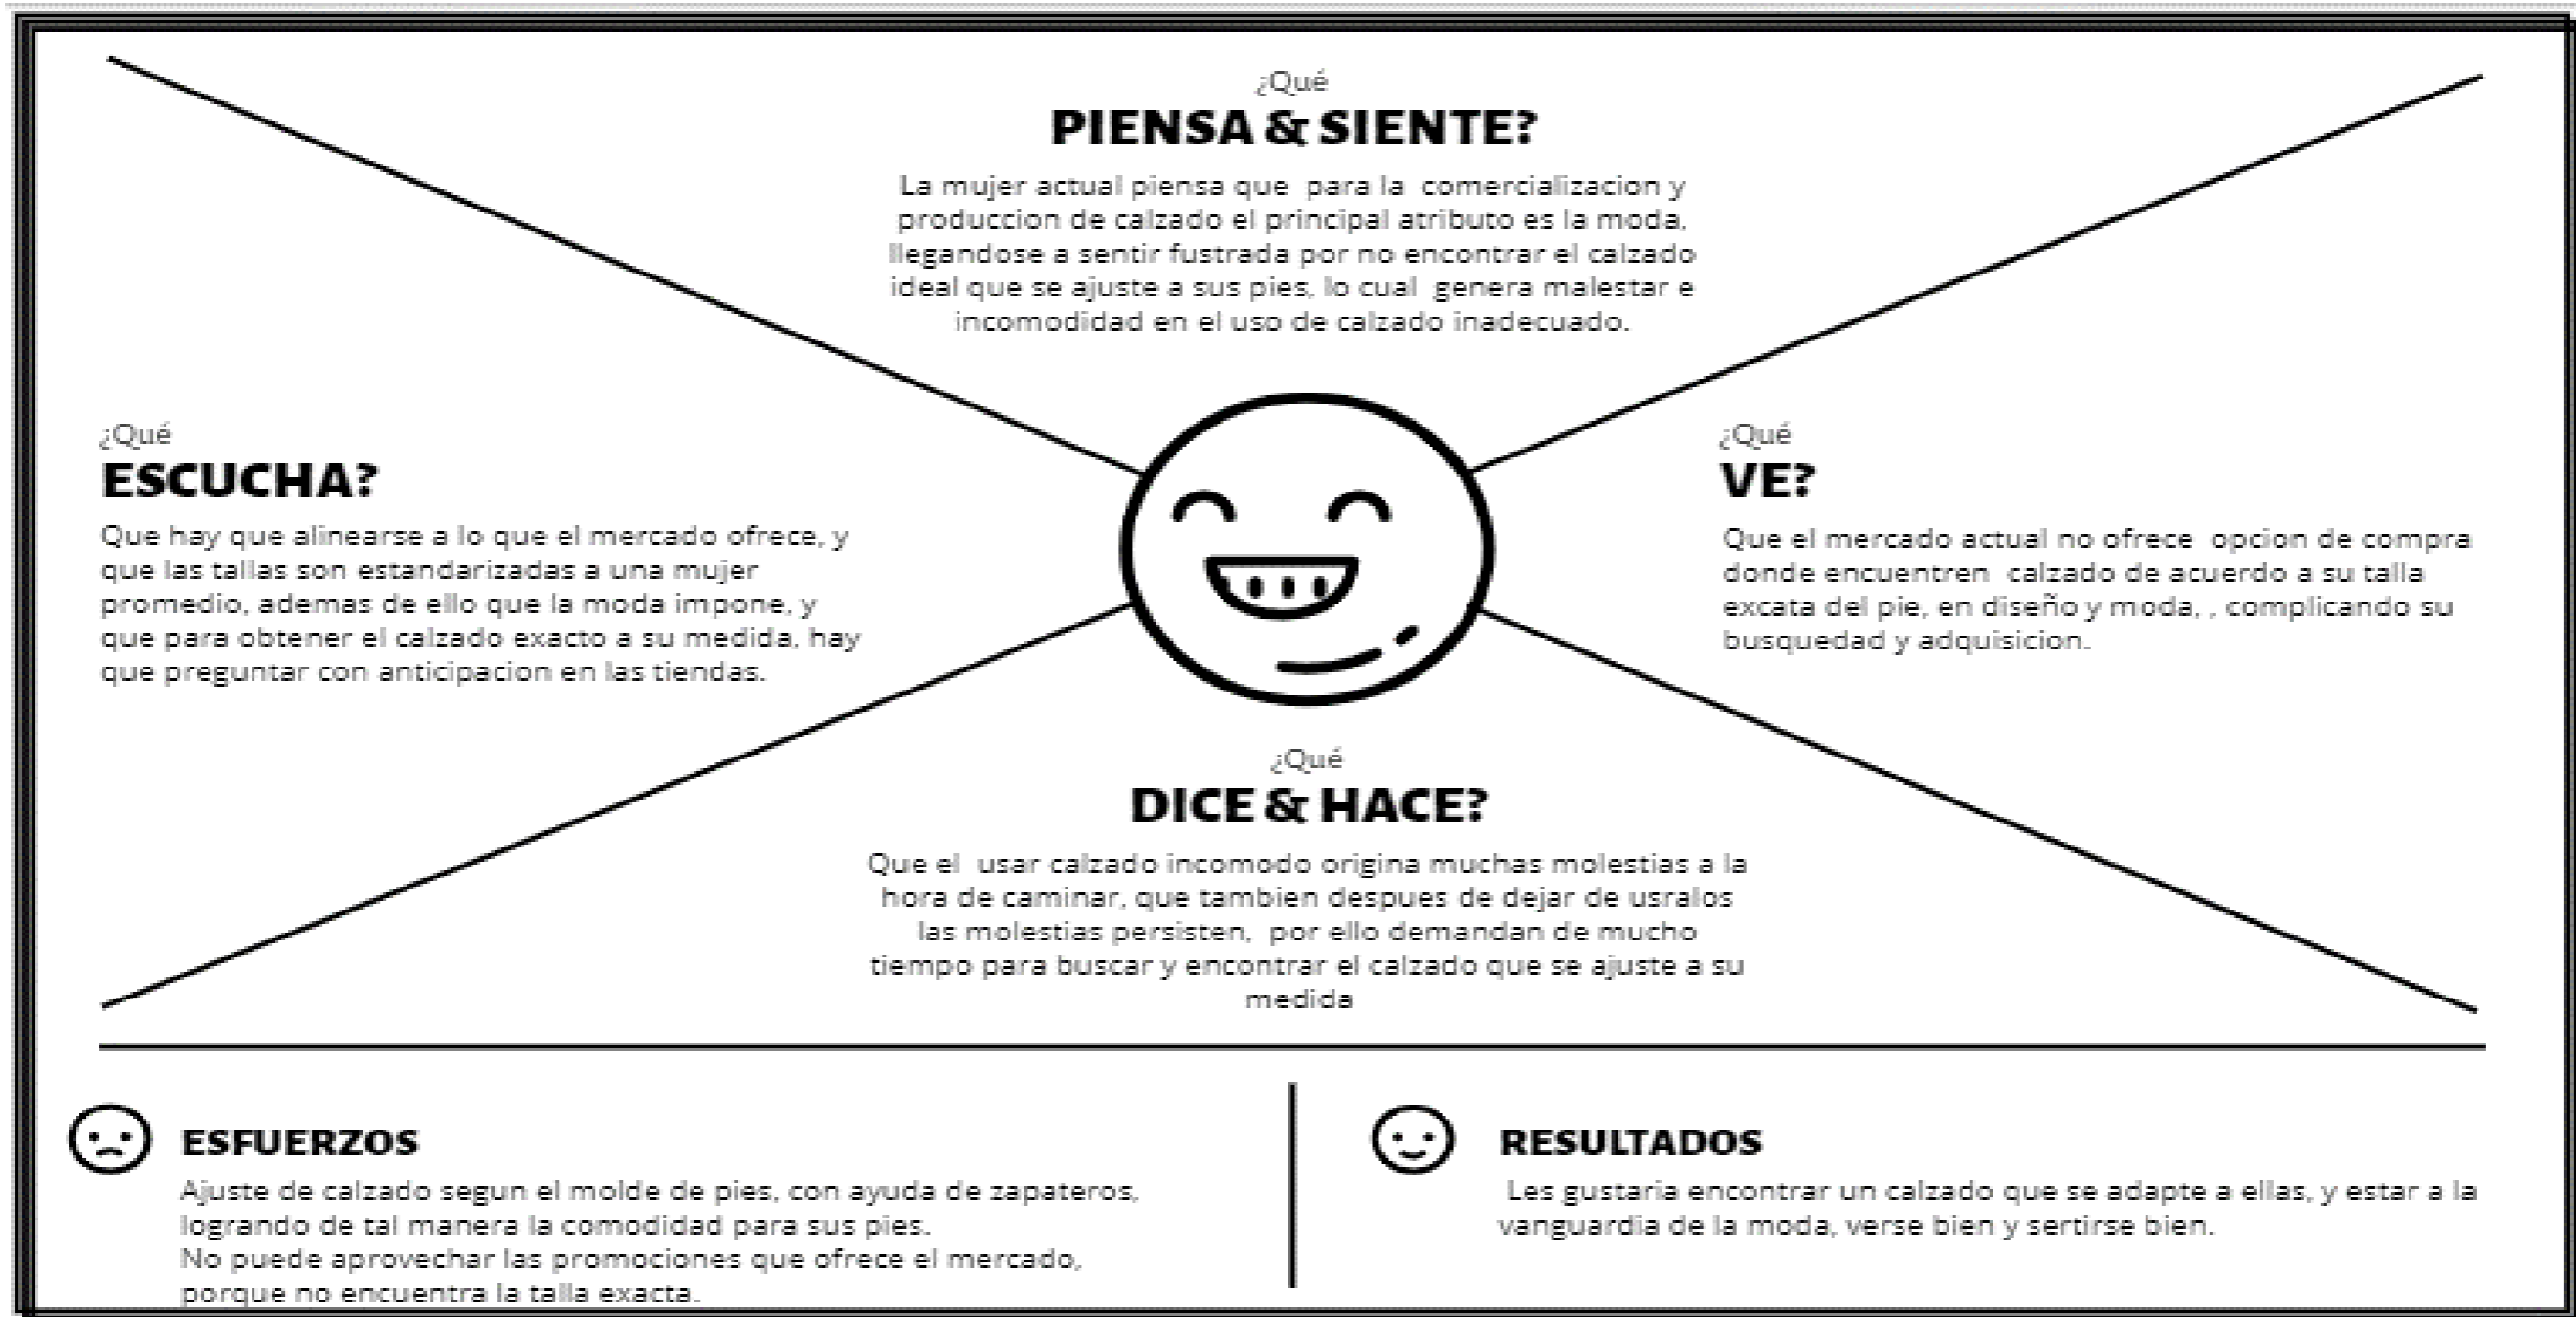 ¿Qué
PIENSA & SIENTE?
La mujer actual piensa que para la comercializacion y
produccion de calzado el principal atributo es la moda,
llegandose a sentir fustrada por no encontrar el calzado
ideal que se ajuste a sus pies, lo cual genera malestar e
incomodidad en el uso de calzado inadecuado.
¿Qué
ESCUCHA?
Que hay que alinearse a lo que el mercado ofrece, y
que las tallas son estandarizadas a una mujer
promedio, ademas de ello que la moda impone, y
que para obtener el calzado exacto a su medida, hay
que preguntar con anticipacion en las tiendas.
¿Qué
VE?
Que el mercado actual no ofrece opcion de compra
donde encuentren calzado de acuerdo a su talla
excata del pie, en diseño y moda, , complicando su
busquedad y adquisicion.
¿Qué
DICE & HACE?
Que el usar calzado incomodo origina muchas molestias a la
hora de caminar, que tambien despues de dejar de usralos
las molestias persisten, por ello demandan de mucho
tiempo para buscar y encontrar el calzado que se ajuste a su
medida
ESFUERZOS
Ajuste de calzado segun el molde de pies, con ayuda de zapateros,
logrando de tal manera la comodidad para sus pies.
No puede aprovechar las promociones que ofrece el mercado,
porque no encuentra la talla exacta.
RESULTADOS
Les gustaria encontrar un calzado que se adapte a ellas, y estar a la
vanguardia de la moda, verse bien y sertirse bien.